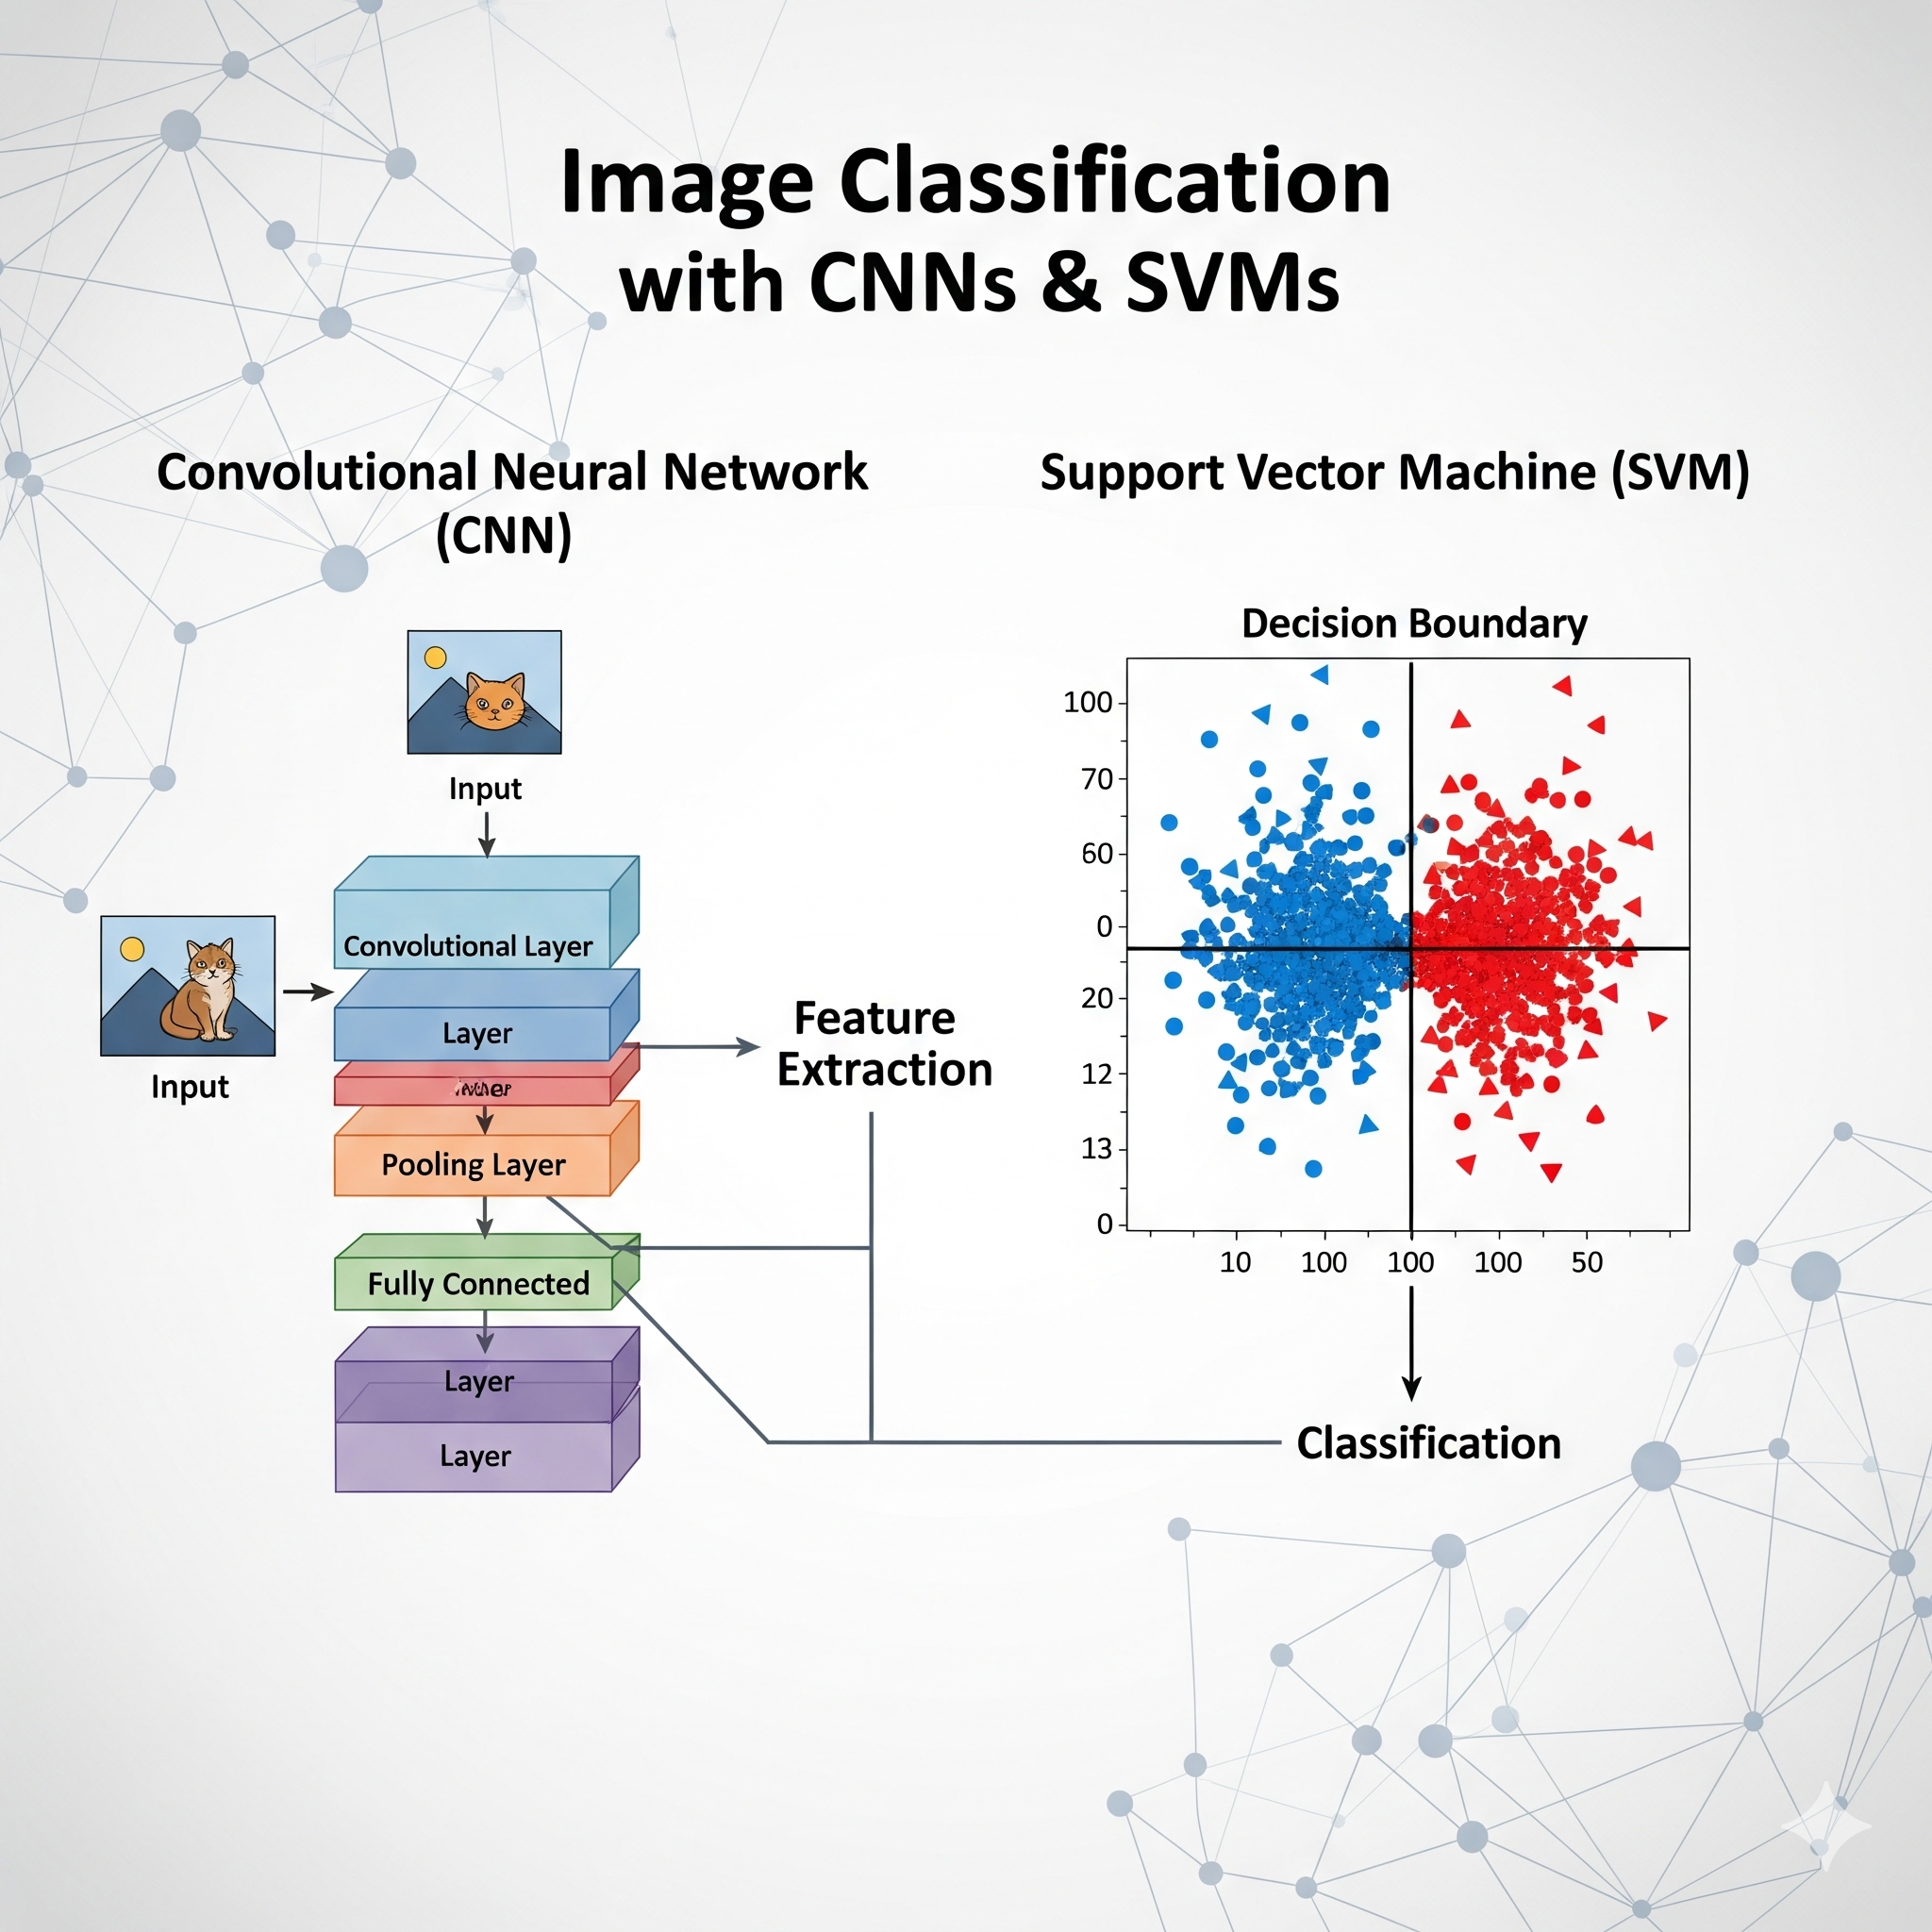 Image Classification
with CNNs & SVMs
Convolutional Neural Network
(CNN)
Input
Input
Convolutional Layer
Layer
Pooling Layer
Fully Connected
Layer
Layer
Feature
Extraction
Support Vector Machine (SVM)
Decision Boundary
100
70
60
0
20
12
13
0
10 100 100 100 50
Classification